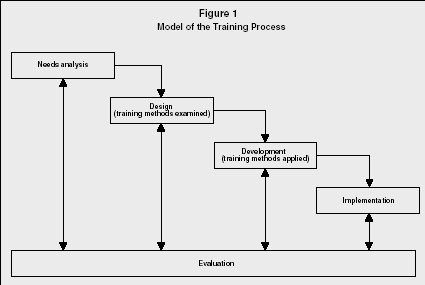 Figure 1
Model of the Training Process
Needs analysis
Design
(training methods examined)
Development
(training methods applied)
Implementation
Evaluation